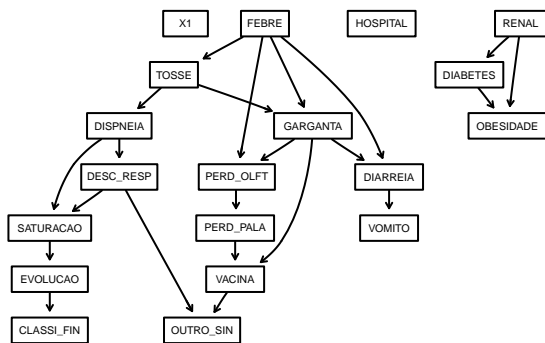 X1
FEBRE
HOSPITAL
RENAL
TOSSE
DIABETES
DISPNEIA
GARGANTA
OBESIDADE
DESC_RESP
PERD_OLFT
DIARREIA
SATURACAO
PERD_PALA
VOMITO
EVOLUCAO
VACINA
CLASSI_FIN
OUTRO_SIN